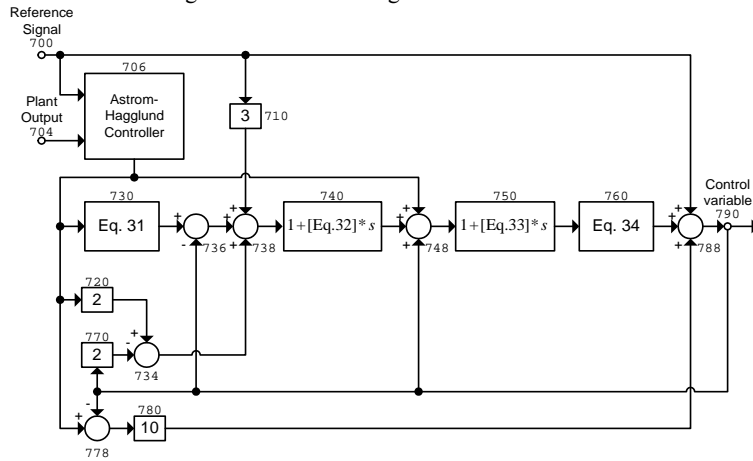 Reference
Signal
700
706
Astrom-
Hagglund
Controller
Plant
Output
704
3
710
730
Eq. 31
+
-
736
+
+
+
738
740
1+[Eq.32]*s
+
+
+
748
750
1+[Eq.33]*s
760
Eq. 34
+
+
+
788
Control
variable
790
720
2
770
2
+
-
734
-
+
778
780
10